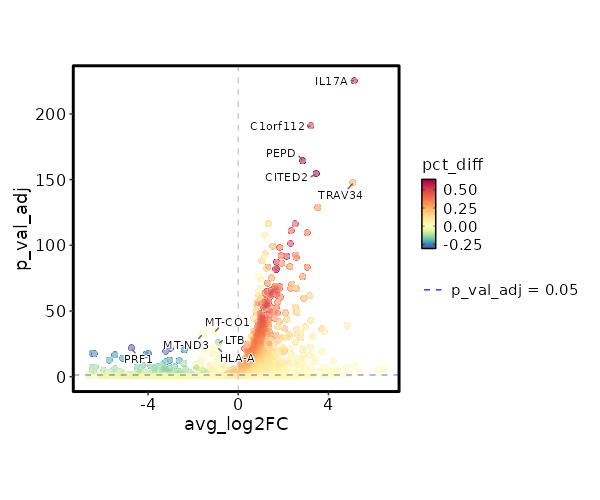 IL17A
C1orf112
PEPD
CITED2
TRAV34
MT-CO1
MT-ND3
LTB
PRF1
HLA-A
200
150
100
50
0
p_val_adj
-4
0
4
avg_log2FC
pct_diff
0.50
0.25
0.00
-0.25
p_val_adj = 0.05